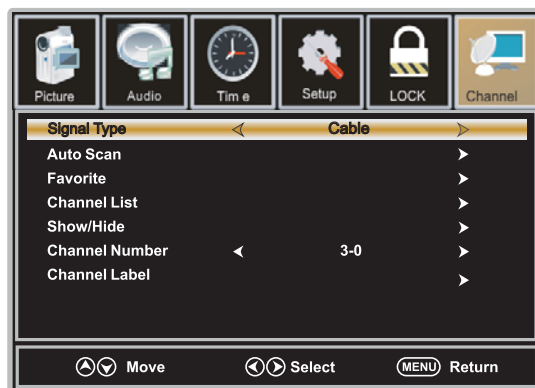 Picture Audio Tim e Setup LOCK Channel
Signal Type Cable
Auto Scan
Favorite
Channel List
Show/Hide
Channel Number 3-0
Channel Label
Move Select MENU Return